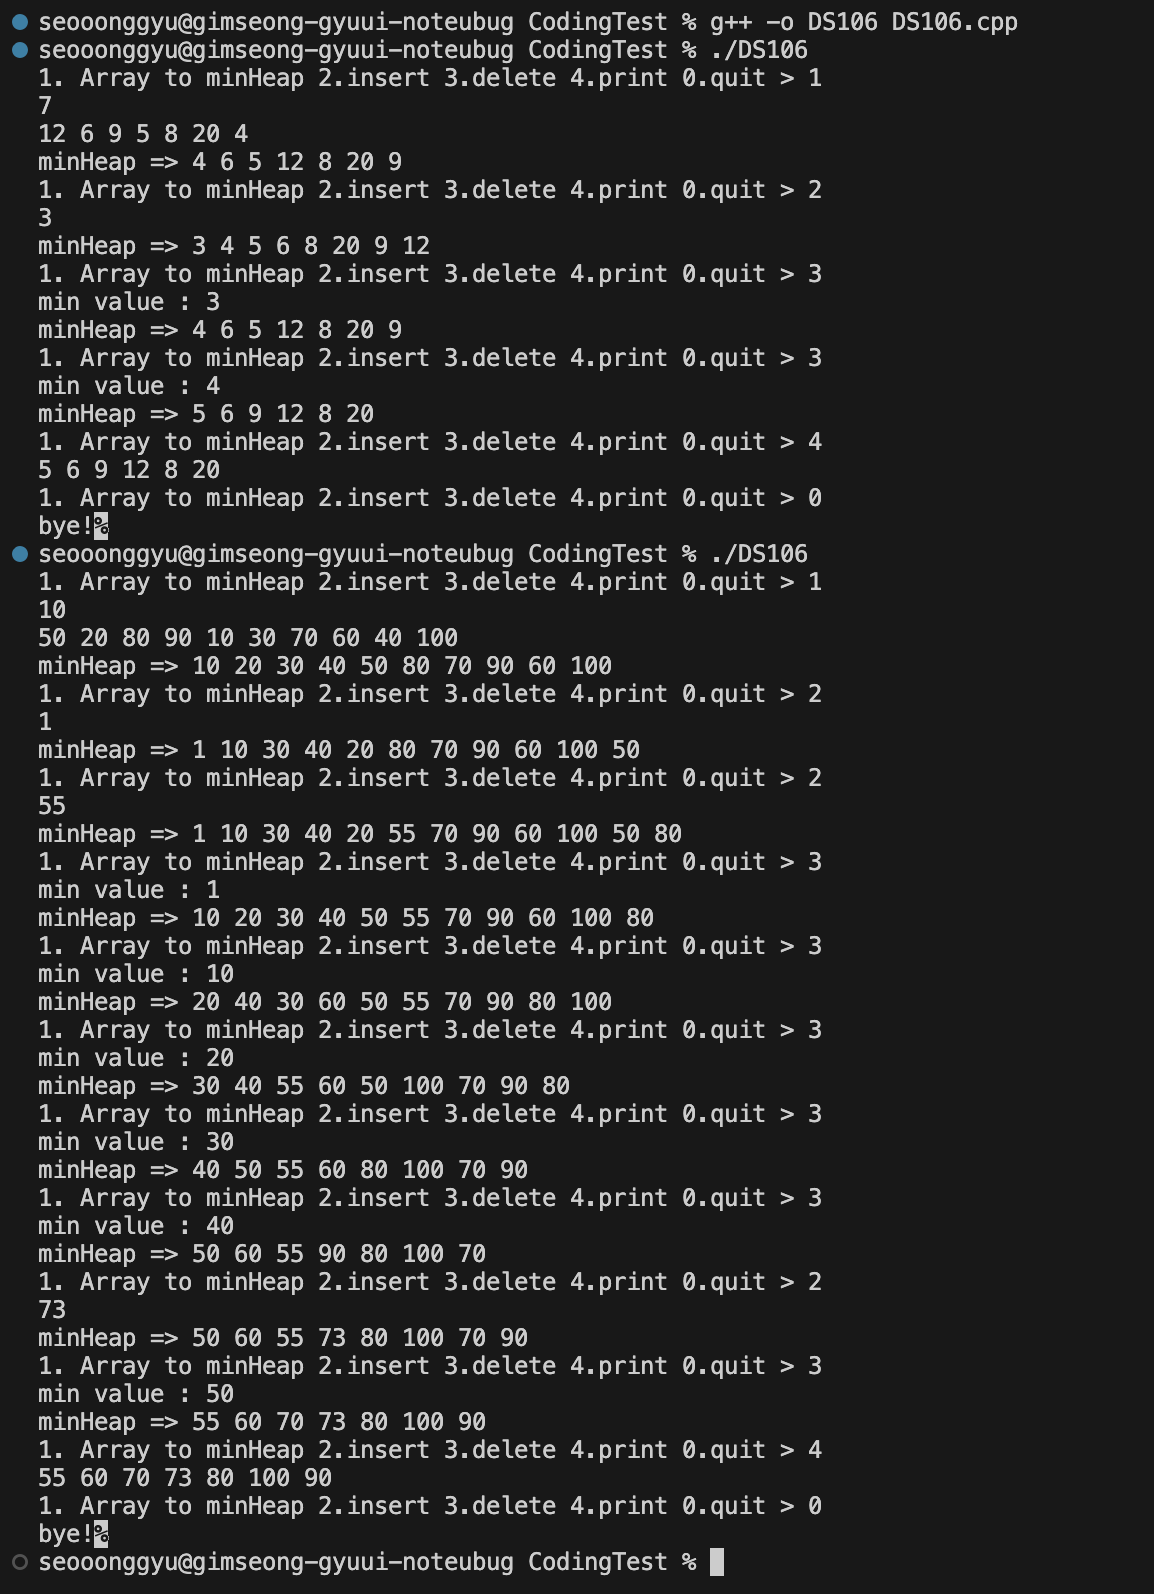 seooonggyu@gimseong-gyuui-noteubug CodingTest % g++ -o DS106 DS106.cpp
seooonggyu@gimseong-gyuui-noteubug CodingTest % ./DS106
1. Array to minHeap 2.insert 3.delete 4.print 0.quit > 1
7
12 6 9 5 8 20 4
minHeap => 4 6 5 12 8 20 9
1. Array to minHeap 2.insert 3.delete 4.print 0.quit > 2
3
minHeap => 3 4 5 6 8 20 9 12
1. Array to minHeap 2.insert 3.delete 4.print 0.quit > 3
min value : 3
minHeap => 4 6 5 12 8 20 9
1. Array to minHeap 2.insert 3.delete 4.print 0.quit > 3
min value : 4
minHeap => 5 6 9 12 8 20
1. Array to minHeap 2.insert 3.delete 4.print 0.quit > 4
5 6 9 12 8 20
1. Array to minHeap 2.insert 3.delete 4.print 0.quit > 0
bye!%
seooonggyu@gimseong-gyuui-noteubug CodingTest % ./DS106
1. Array to minHeap 2.insert 3.delete 4.print 0.quit > 1
10
50 20 80 90 10 30 70 60 40 100
minHeap => 10 20 30 40 50 80 70 90 60 100
1. Array to minHeap 2.insert 3.delete 4.print 0.quit > 2
1
minHeap => 1 10 30 40 20 80 70 90 60 100 50
1. Array to minHeap 2.insert 3.delete 4.print 0.quit > 2
55
minHeap => 1 10 30 40 20 55 70 90 60 100 50 80
1. Array to minHeap 2.insert 3.delete 4.print 0.quit > 3
min value : 1
minHeap => 10 20 30 40 50 55 70 90 60 100 80
1. Array to minHeap 2.insert 3.delete 4.print 0.quit > 3
min value : 10
minHeap => 20 40 30 60 50 55 70 90 80 100
1. Array to minHeap 2.insert 3.delete 4.print 0.quit > 3
min value : 20
minHeap => 30 40 55 60 50 100 70 90 80
1. Array to minHeap 2.insert 3.delete 4.print 0.quit > 3
min value : 30
minHeap => 40 50 55 60 80 100 70 90
1. Array to minHeap 2.insert 3.delete 4.print 0.quit > 3
min value : 40
minHeap => 50 60 55 90 80 100 70
1. Array to minHeap 2.insert 3.delete 4.print 0.quit > 2
73
minHeap => 50 60 55 73 80 100 70 90
1. Array to minHeap 2.insert 3.delete 4.print 0.quit > 3
min value : 50
minHeap => 55 60 70 73 80 100 90
1. Array to minHeap 2.insert 3.delete 4.print 0.quit > 4
55 60 70 73 80 100 90
1. Array to minHeap 2.insert 3.delete 4.print 0.quit > 0
bye!%
seooonggyu@gimseong-gyuui-noteubug CodingTest %